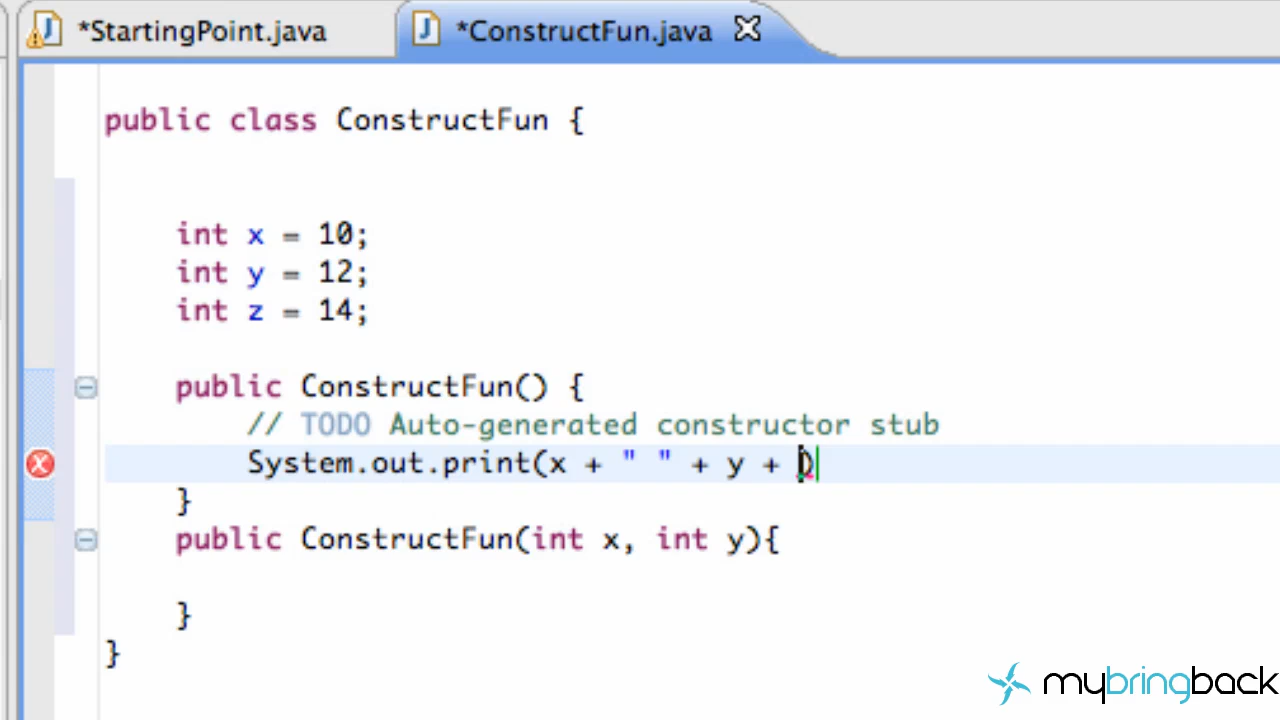 *StartingPoint.java
*ConstructFun.java
public class ConstructFun {
int x = 10;
int y = 12;
int z = 14;
public ConstructFun() {
// TODO Auto-generated constructor stub
System.out.print(x + " " + y + )
}
public ConstructFun(int x, int y){
}
}
mybringback